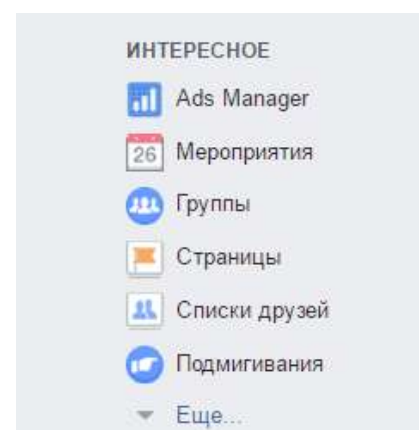 ИНТЕРЕСНОЕ
Ads Manager
26 Мероприятия
Группы
Страницы
Списки друзей
Подмигивания
Еще...